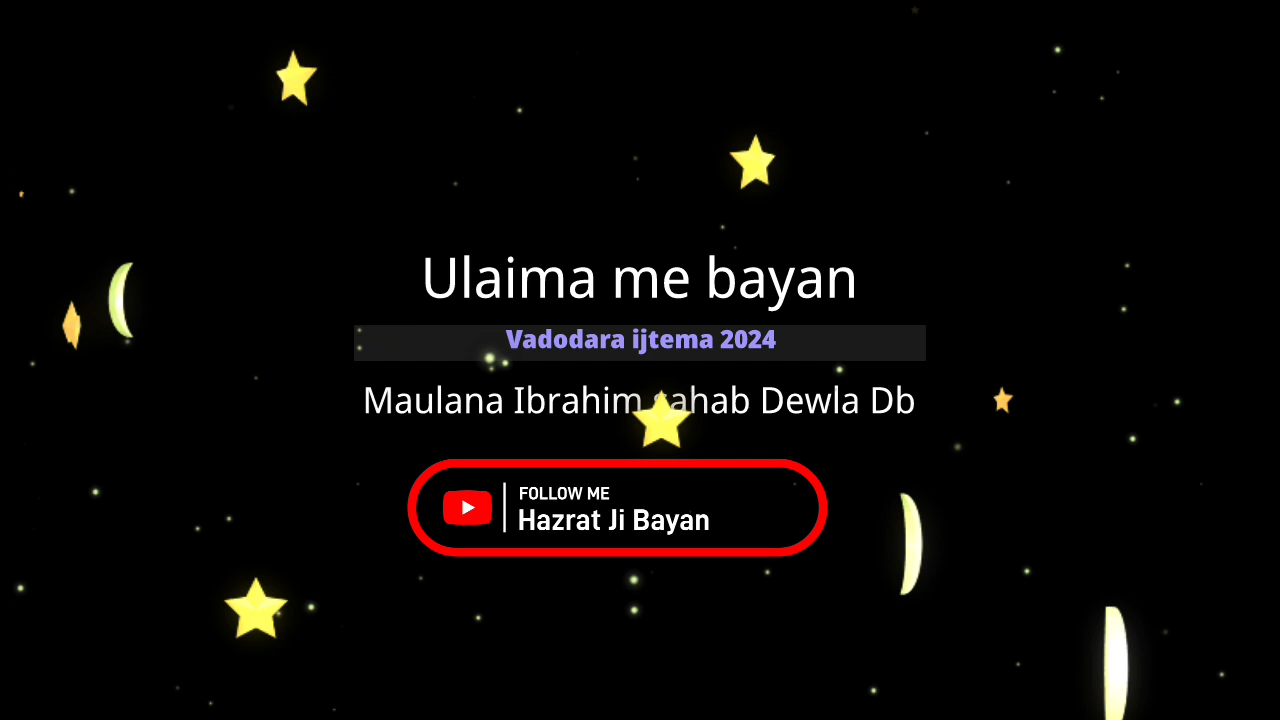 Ulaima me bayan
Vadodara ijtema 2024
Maulana Ibrahim sahab Dewla Db
FOLLOW ME
Hazrat Ji Bayan